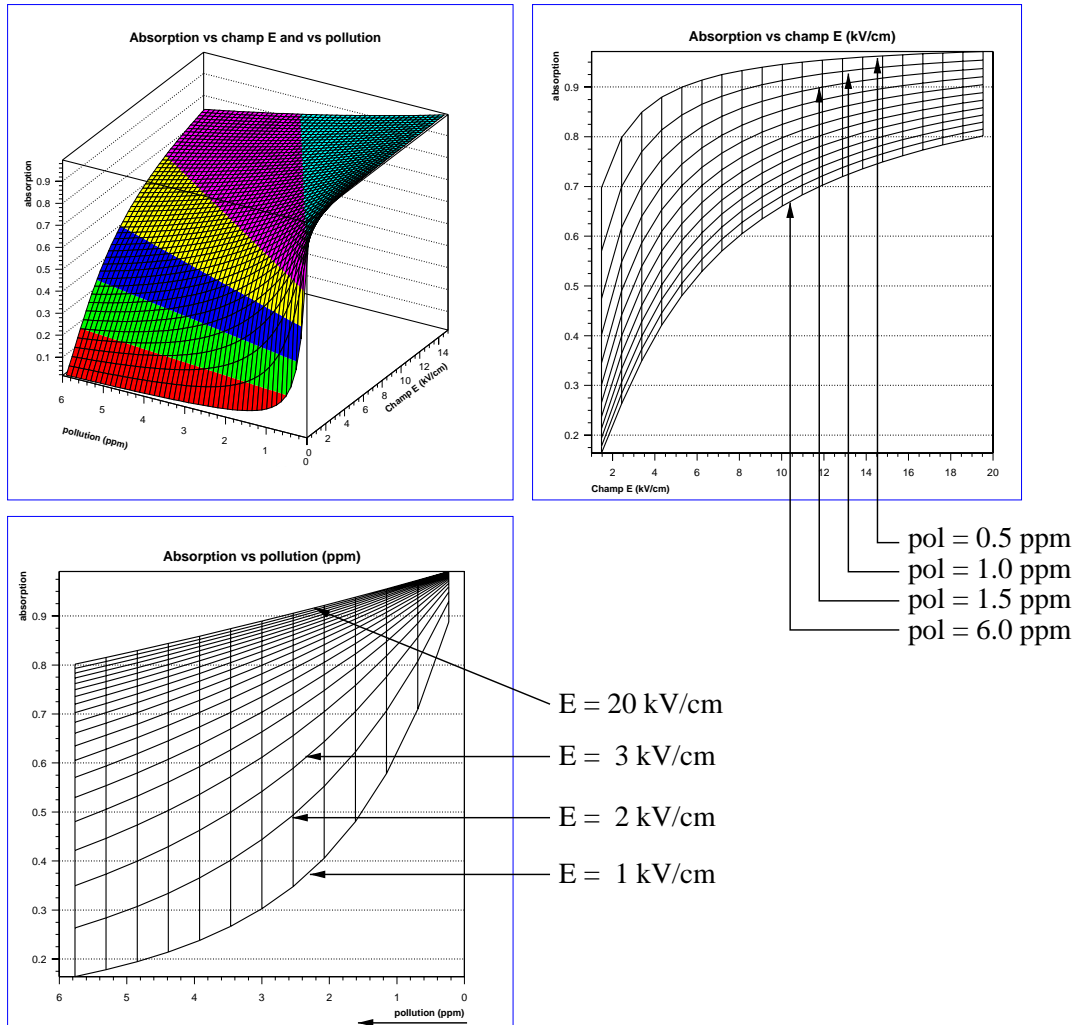 Absorption vs champ E and vs pollution
absorption
0.9
0.8
0.7
0.6
0.5
0.4
0.3
0.2
0.1
6
5
4
3
2
1
0
pollution (ppm)
0
2
4
6
8
10
12
14
Champ E (kV/cm)
Absorption vs champ E (kV/cm)
absorption
0.9
0.8
0.7
0.6
0.5
0.4
0.3
0.2
2 4 6 8 10 12 14 16 18 20
Champ E (kV/cm)
pol = 0.5 ppm
pol = 1.0 ppm
pol = 1.5 ppm
pol = 6.0 ppm
Absorption vs pollution (ppm)
absorption
0.9
0.8
0.7
0.6
0.5
0.4
0.3
0.2
6 5 4 3 2 1 0
pollution (ppm)
E = 20 kV/cm
E = 3 kV/cm
E = 2 kV/cm
E = 1 kV/cm